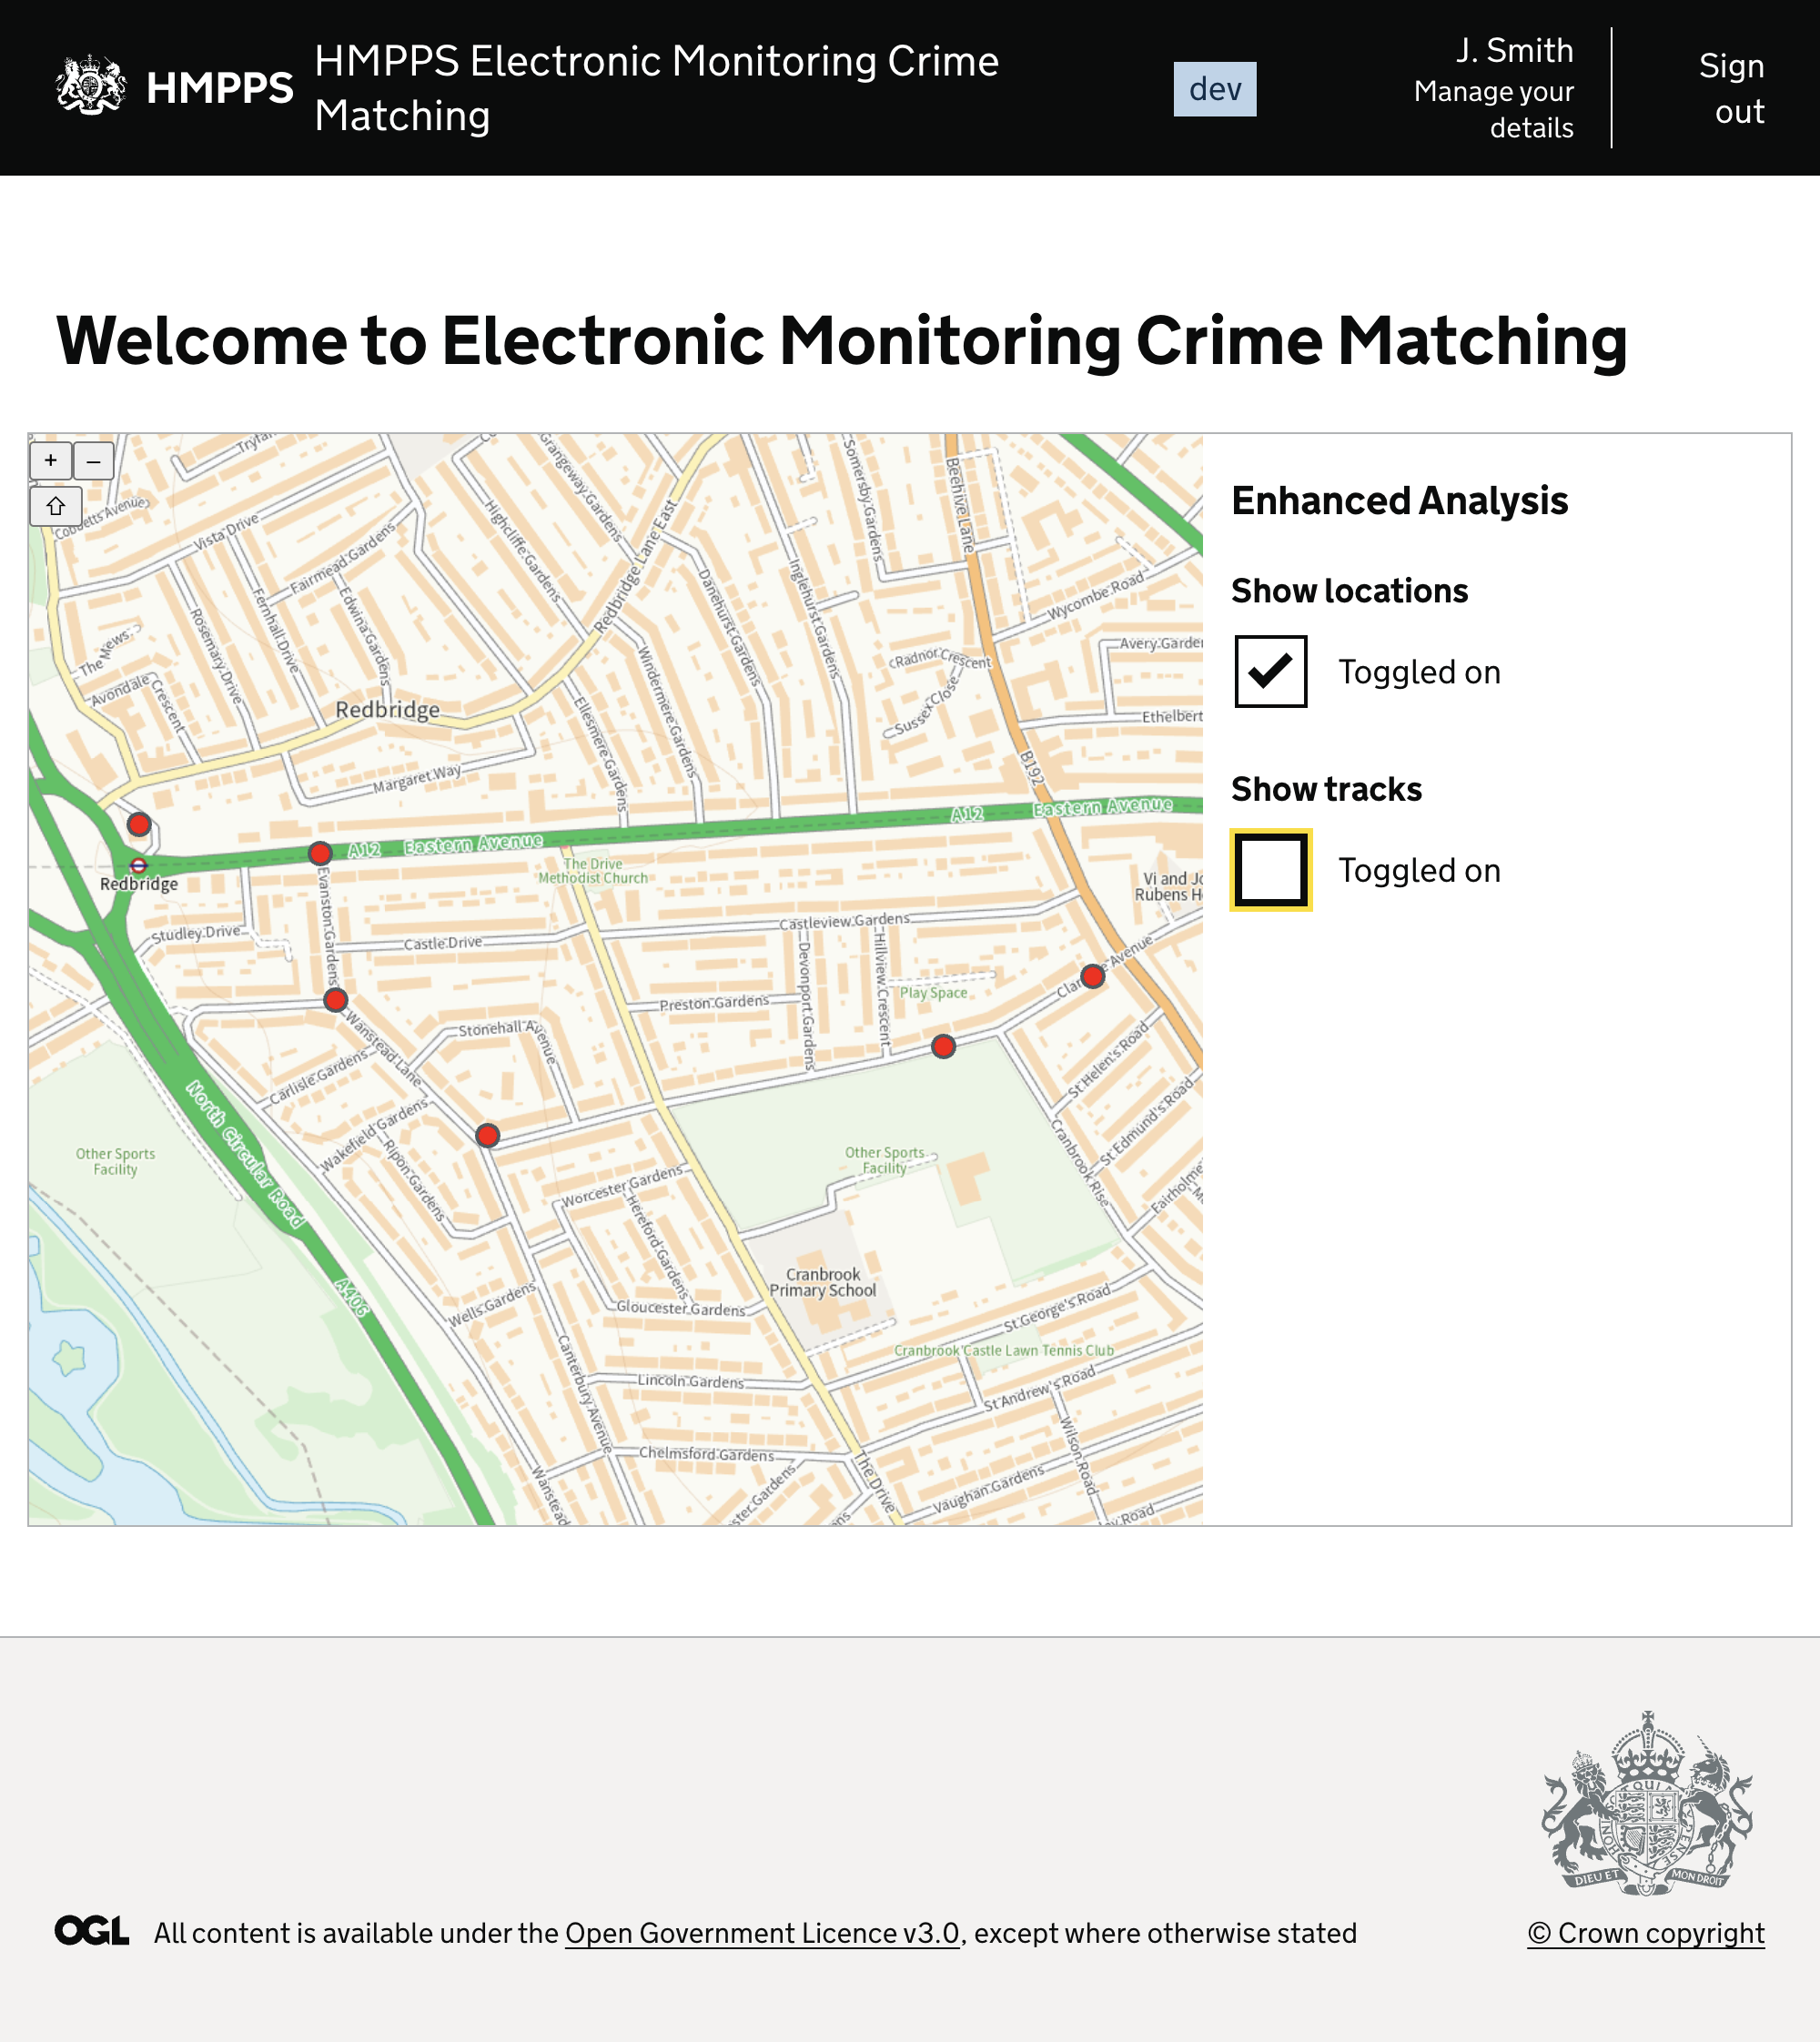 HMPPS
HMPPS Electronic Monitoring Crime
Matching
dev
J. Smith
Manage your
details
Sign
out
Welcome to Electronic Monitoring Crime Matching
+
–
⇧
Cobbetts Avenue
Vista Drive
Fairmead Gardens
Highcliffe Gardens
Grangeway Gardens
Redbridge Lane East
Somersby Gardens
Beehive Lane
Wycombe Road
The Mews
Avondale Crescent
Rosemary Drive
Fernhall Drive
Edwina Gardens
Danehurst Gardens
Inglehurst Gardens
Windermere Gardens
Ellesmere Gardens
Radnor Crescent
Sussex Close
Ethelbert
Redbridge
Margaret Way
B192
A12 Eastern Avenue
A12 Eastern Avenue
Redbridge
The Drive
Methodist Church
Vi and
Rubens
Evanston Gardens
Studley Drive
Castle Drive
Castleview Gardens
Devonport Gardens
Hillview Crescent
Play Space
Avenue
Preston Gardens
Stonehall Avenue
Wanstead Lane
Carlisle Gardens
St Helen's Road
St Edmund's Road
North Circular Road
Wakefield Gardens
Ripon Gardens
Other Sports
Facility
Other Sports
Facility
Cranbrook Rise
Worcester Gardens
Hereford Gardens
Cranbrook
Primary School
A406
Wells Gardens
Gloucester Gardens
St George's Road
Cranbrook Castle Lawn Tennis Club
Canterbury Avenue
Lincoln Gardens
St Andrew's Road
Wilson Road
Chelmsford Gardens
The Drive
Vaughan Gardens
Wanstead
Road
Enhanced Analysis
Show locations
Toggled on
Show tracks
Toggled on
DIEU ET MON DROIT
OGL All content is available under the Open Government Licence v3.0, except where otherwise stated
© Crown copyright